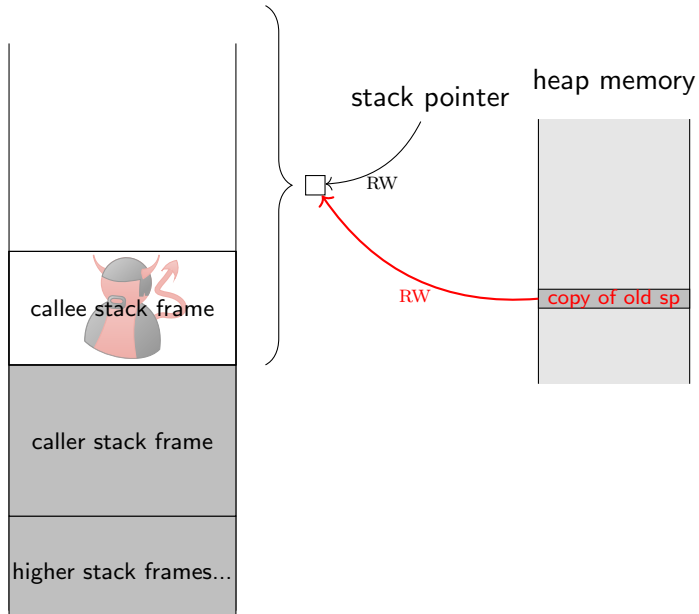 heap memory
stack pointer
RW
RW
copy of old sp
callee stack frame
caller stack frame
higher stack frames...